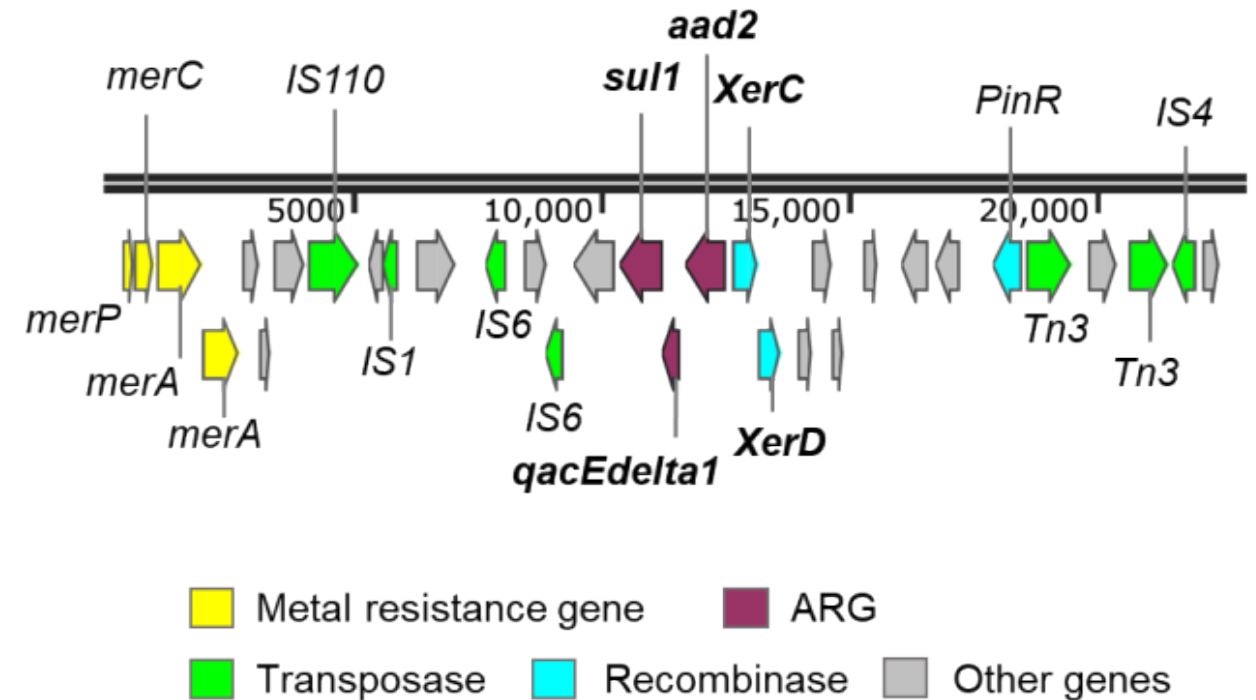 aad2
merC
IS110
sul1
XerC
PinR
IS4
5000
10,000
15,000
20,000
merP
merA
merA
IS1
IS6
IS6
qacEdelta1
XerD
Tn3
Tn3
Metal resistance gene
ARG
Transposase
Recombinase
Other genes